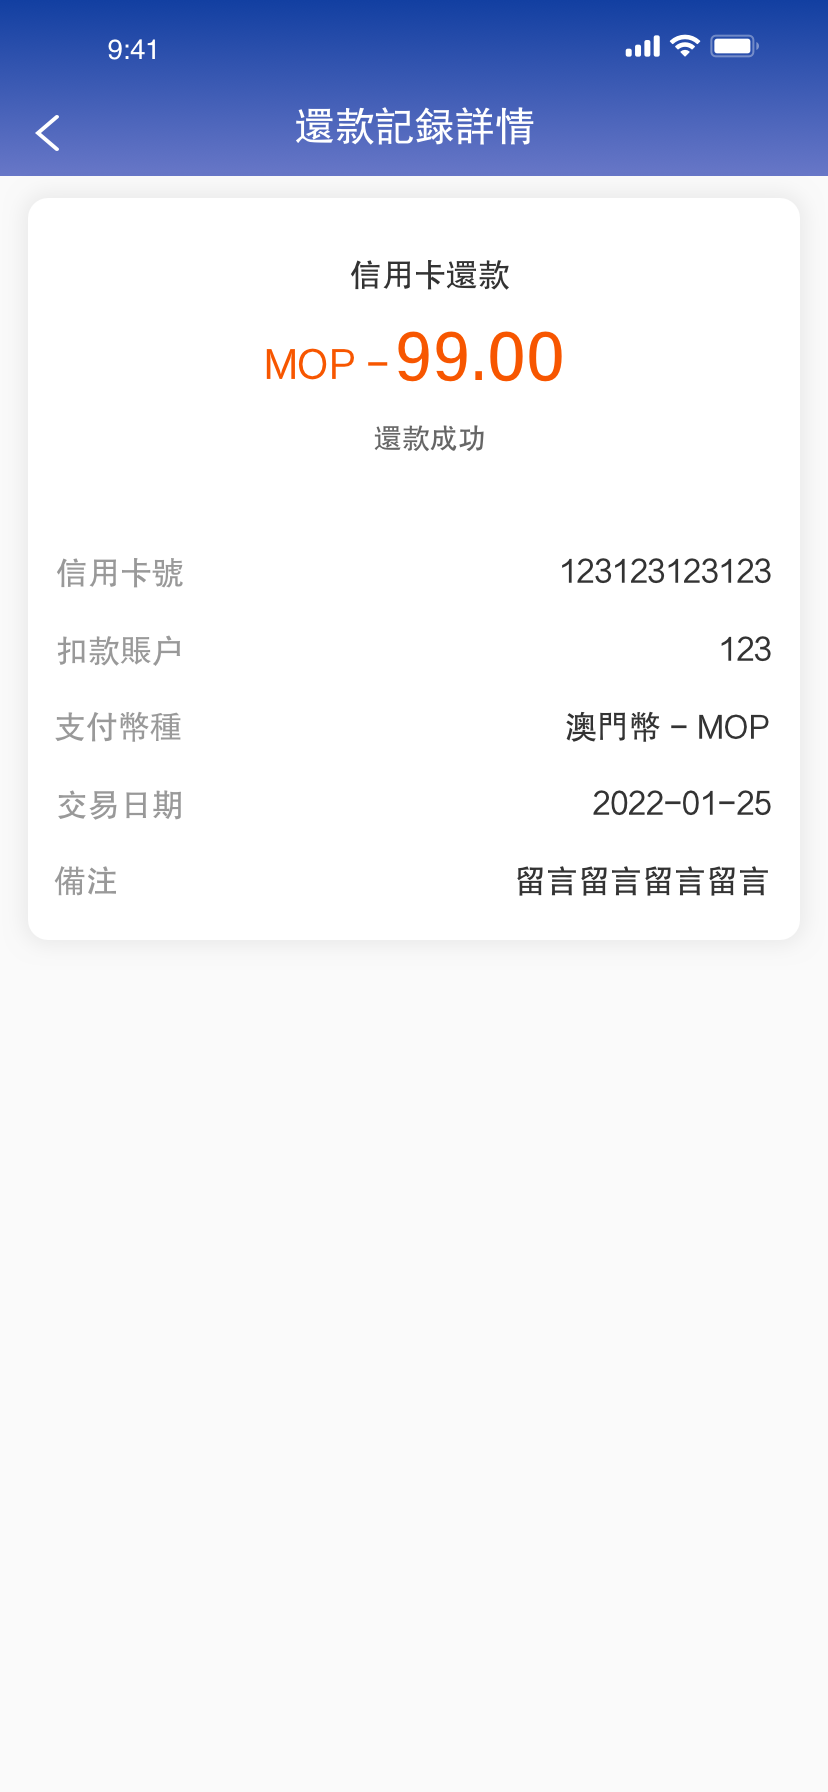 9:41
還款記録詳情
信用卡還款
MOP -99.00
還款成功
信用卡號 123123123123
扣款賬户 123
支付幣種 澳門幣 - MOP
交易日期 2022-01-25
備注 留言留言留言留言